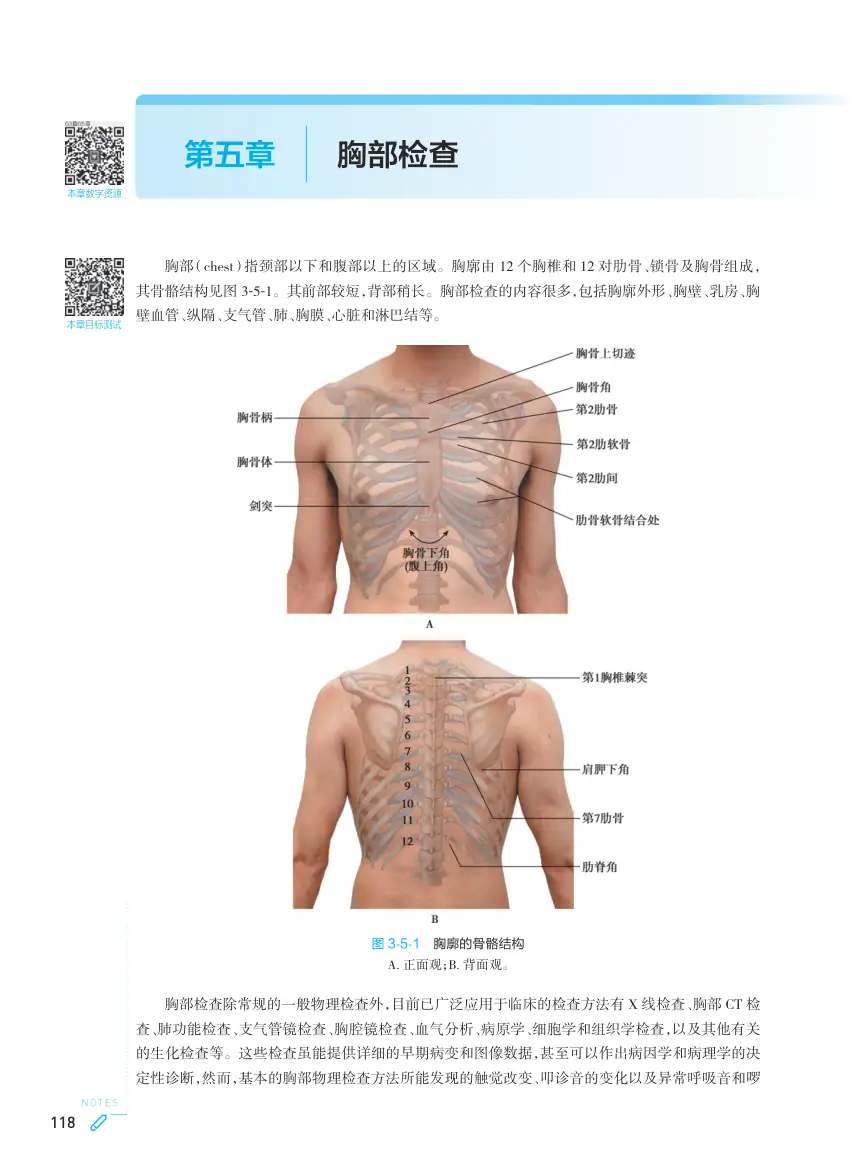 03篇05章
本章数字资源
第五章 胸部检查
本章目标测试
胸部(chest)指颈部以下和腹部以上的区域。胸廓由 12 个胸椎和 12 对肋骨、锁骨及胸骨组成,
其骨骼结构见图 3-5-1。其前部较短,背部稍长。胸部检查的内容很多,包括胸廓外形、胸壁、乳房、胸
壁血管、纵隔、支气管、肺、胸膜、心脏和淋巴结等。
胸骨上切迹
胸骨角
第2肋骨
胸骨柄
第2肋软骨
胸骨体
第2肋间
剑突
肋骨软骨结合处
胸骨下角
(腹上角)
A
1
2
3
4
5
6
7
8
9
10
11
12
第1胸椎棘突
肩胛下角
第7肋骨
肋脊角
B
图 3-5-1 胸廓的骨骼结构
A. 正面观;B. 背面观。
胸部检查除常规的一般物理检查外,目前已广泛应用于临床的检查方法有 X 线检查、胸部 CT 检
查、肺功能检查、支气管镜检查、胸腔镜检查、血气分析、病原学、细胞学和组织学检查,以及其他有关
的生化检查等。这些检查虽能提供详细的早期病变和图像数据,甚至可以作出病因学和病理学的决
定性诊断,然而,基本的胸部物理检查方法所能发现的触觉改变、叩诊音的变化以及异常呼吸音和啰
NOTES
118